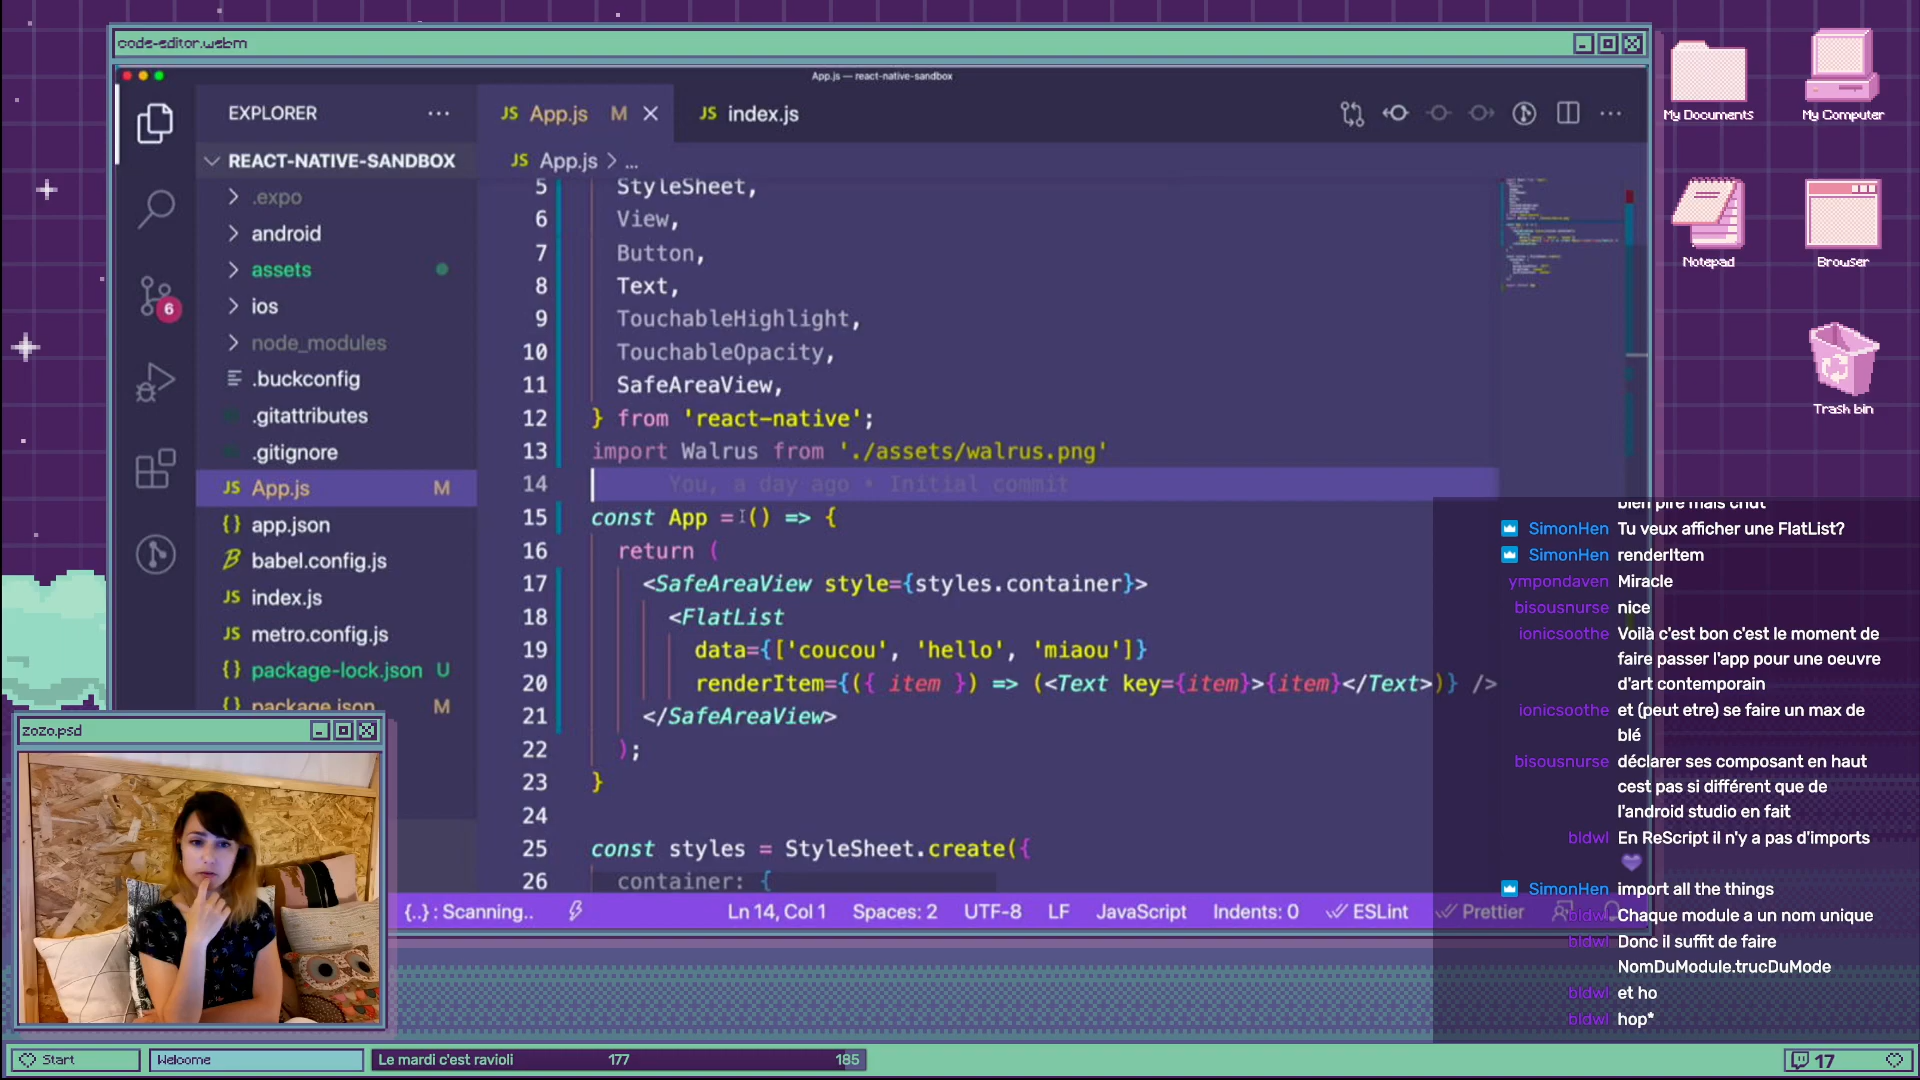 code-editor.webm
App.js — react-native-sandbox
EXPLORER
REACT-NATIVE-SANDBOX
.expo
android
assets
ios
node_modules
.buckconfig
.gitattributes
.gitignore
JS App.js M
{} app.json
babel.config.js
JS index.js
JS metro.config.js
{} package-lock.json U
{} package.json M
6
JS App.js M
JS index.js
JS App.js > ...
5 StyleSheet,
6 View,
7 Button,
8 Text,
9 TouchableHighlight,
10 TouchableOpacity,
11 SafeAreaView,
12 } from 'react-native';
13 import Walrus from './assets/walrus.png'
14 You, a day ago • Initial commit
15 const App = () => {
16 return (
17 <SafeAreaView style={styles.container}>
18 <FlatList
19 data={['coucou', 'hello', 'miaou']}
20 renderItem={({ item }) => (<Text key={item}>{item}</Text>)} />
21 </SafeAreaView>
22 );
23 }
24
25 const styles = StyleSheet.create({
26 container: {
{..} : Scanning.. Ln 14, Col 1 Spaces: 2 UTF-8 LF JavaScript Indents: 0 ESLint Prettier
My Documents
My Computer
Notepad
Browser
Trash bin
bien pire mais chut
SimonHen Tu veux afficher une FlatList?
SimonHen renderItem
ympondaven Miracle
bisousnurse nice
ionicsoothe Voilà c'est bon c'est le moment de
faire passer l'app pour une oeuvre
d'art contemporain
ionicsoothe et (peut etre) se faire un max de
blé
bisousnurse déclarer ses composant en haut
cest pas si différent que de
l'android studio en fait
bldwl En ReScript il n'y a pas d'imports
SimonHen import all the things
bldwl Chaque module a un nom unique
bldwl Donc il suffit de faire
NomDuModule.trucDuMode
bldwl et ho
bldwl hop*
zozo.psd
Start
Welcome
Le mardi c'est ravioli 177 185
17